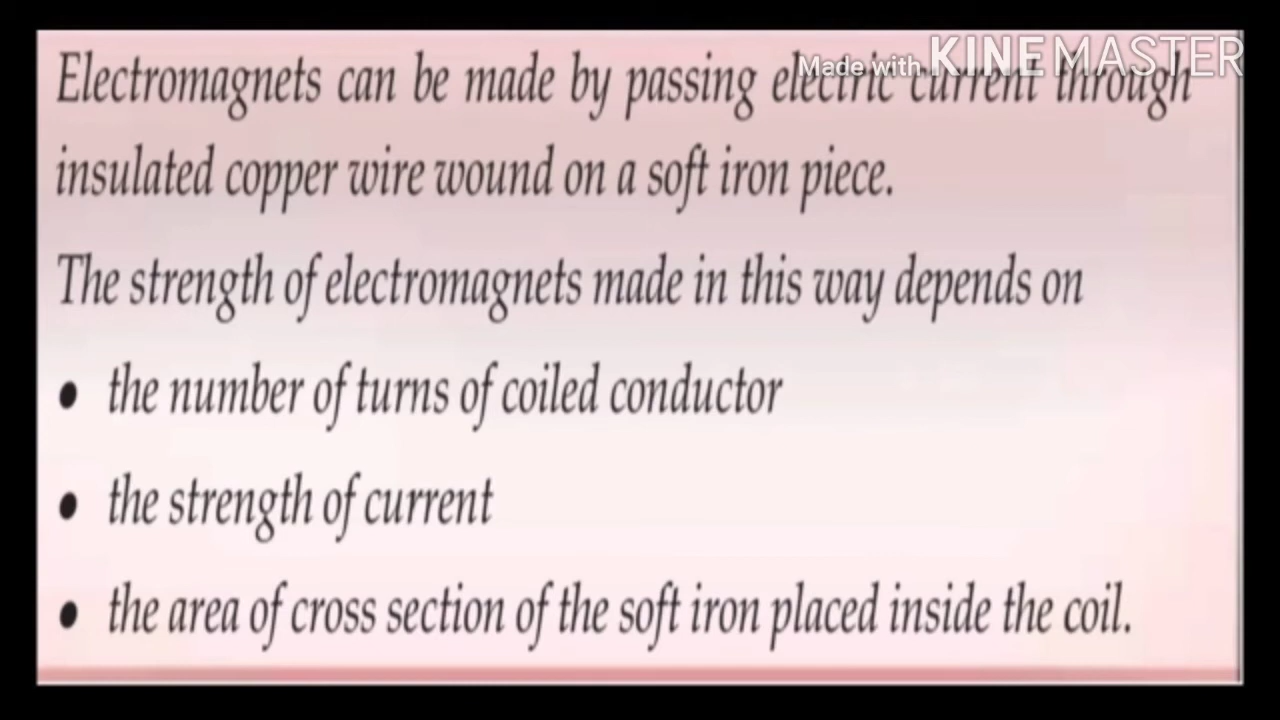 Made with KINEMASTER
Electromagnets can be made by passing electric current through
insulated copper wire wound on a soft iron piece.
The strength of electromagnets made in this way depends on
• the number of turns of coiled conductor
• the strength of current
• the area of cross section of the soft iron placed inside the coil.